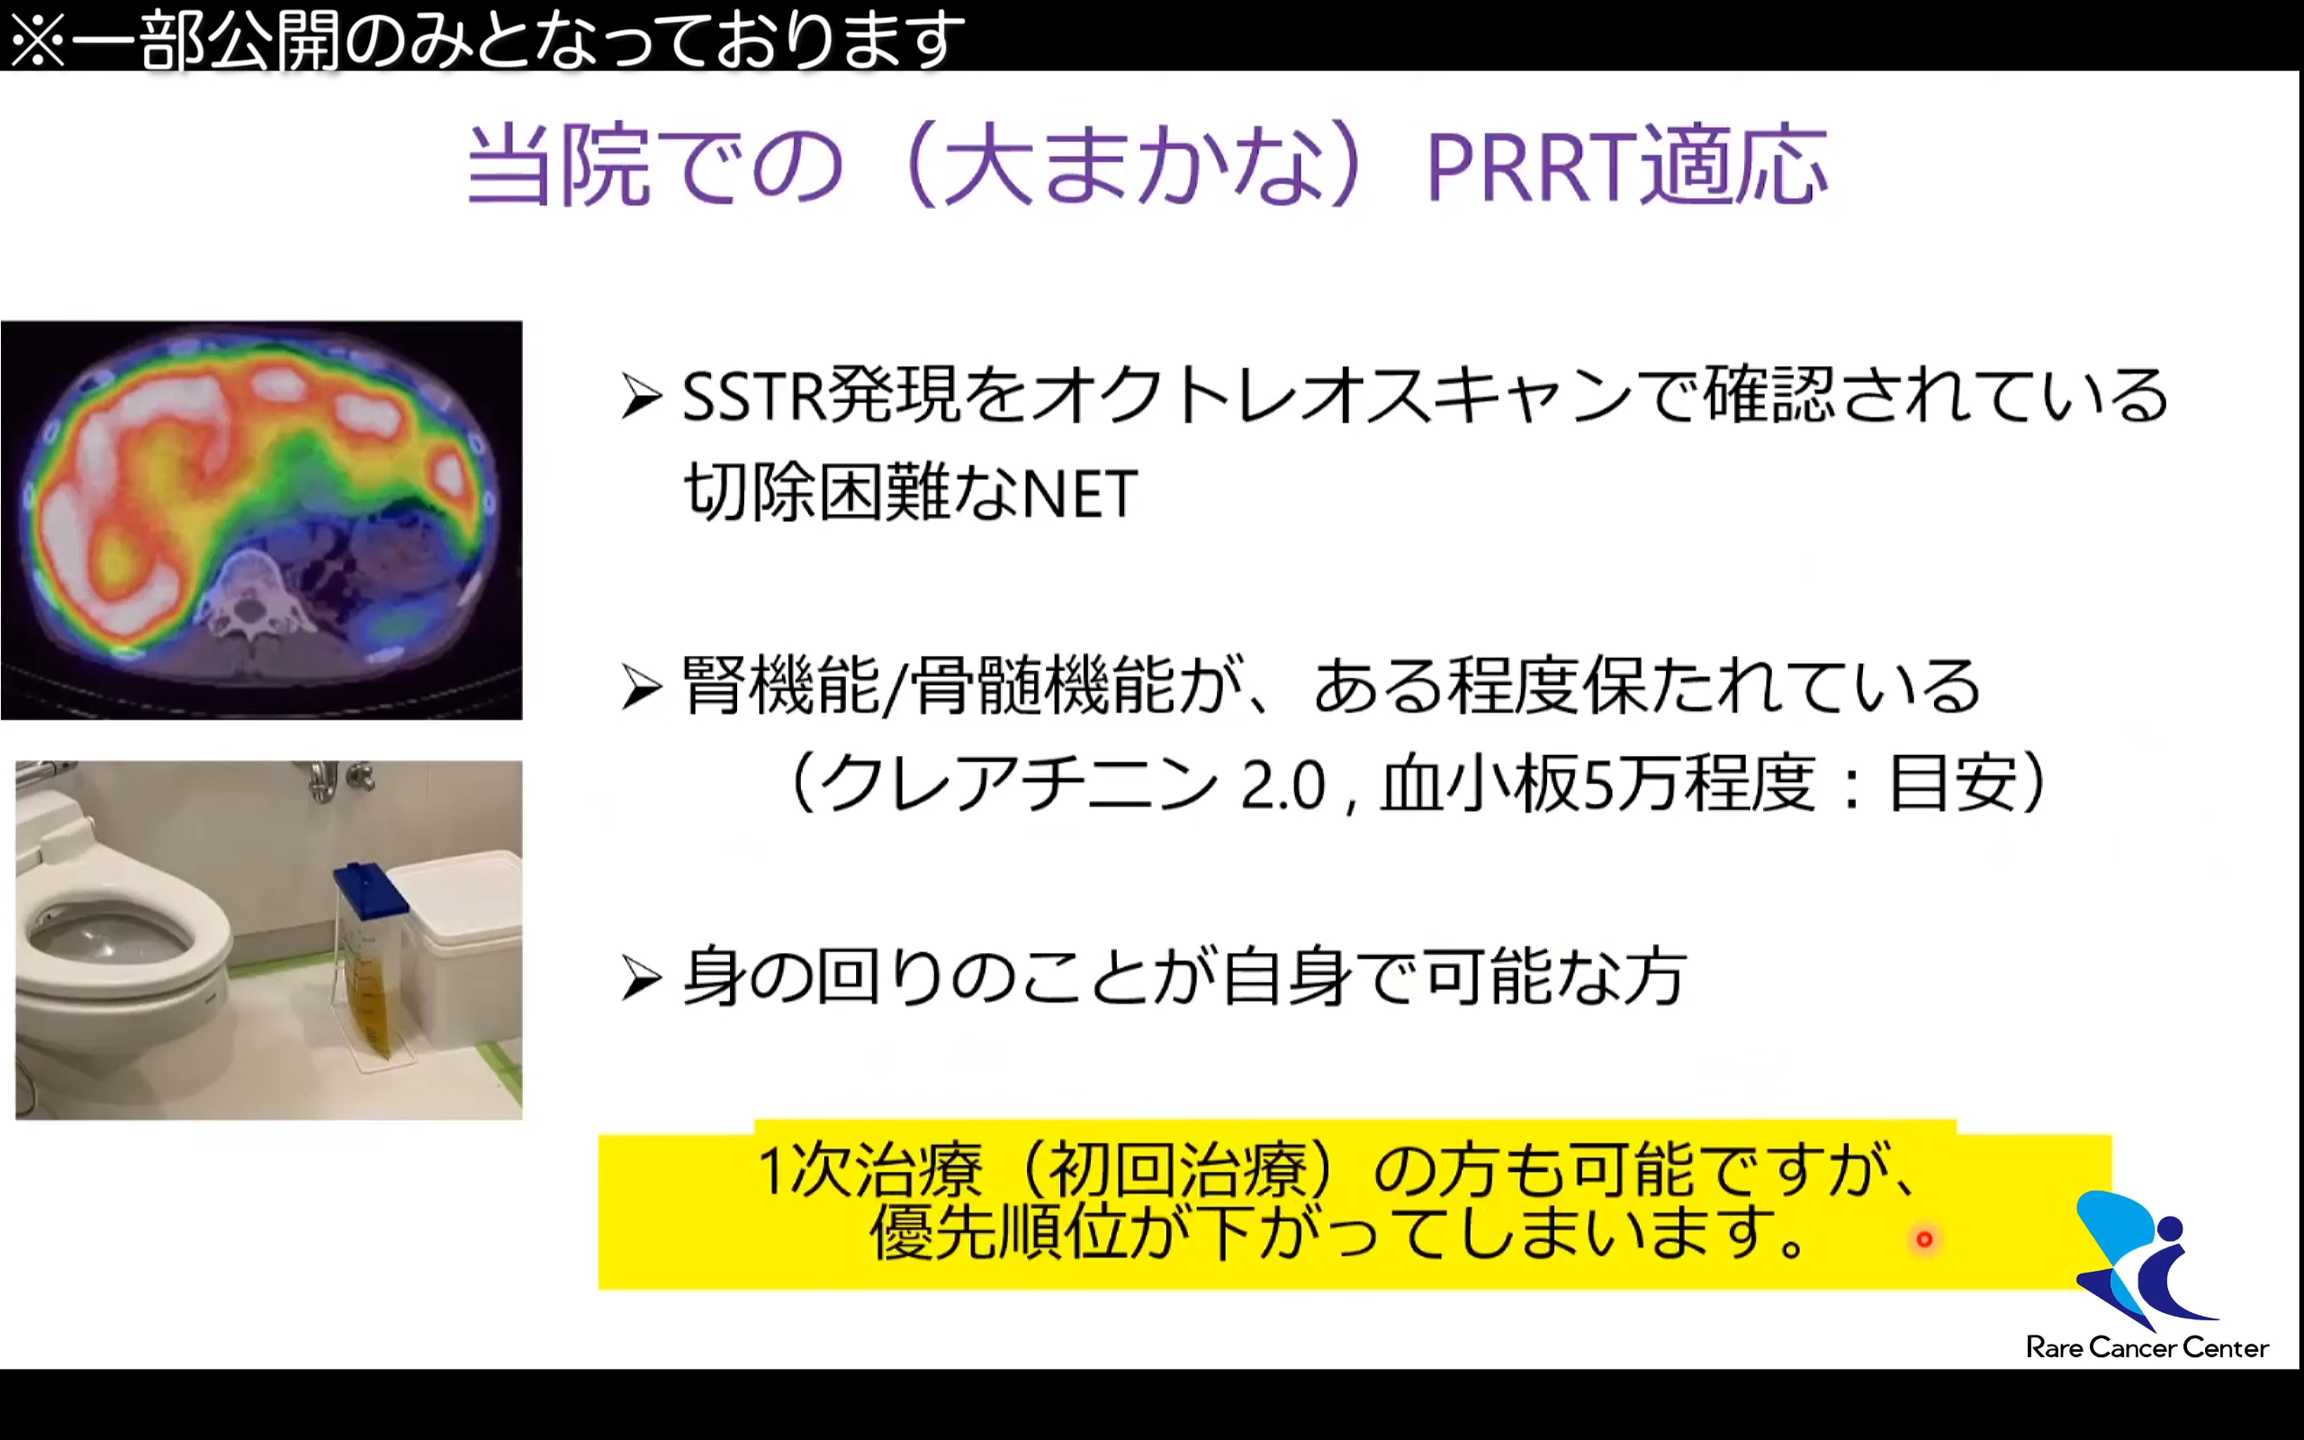 ※一部公開のみとなっております
当院での（大まかな）PRRT適応
➢ SSTR発現をオクトレオスキャンで確認されている
切除困難なNET
➢ 腎機能/骨髄機能が、ある程度保たれている
（クレアチニン 2.0 , 血小板5万程度：目安）
➢ 身の回りのことが自身で可能な方
1次治療（初回治療）の方も可能ですが、
優先順位が下がってしまいます。
Rare Cancer Center